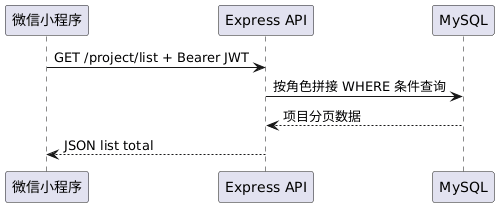 微信小程序 Express API MySQL
GET /project/list + Bearer JWT
按角色拼接 WHERE 条件查询
项目分页数据
JSON list total
微信小程序 Express API MySQL